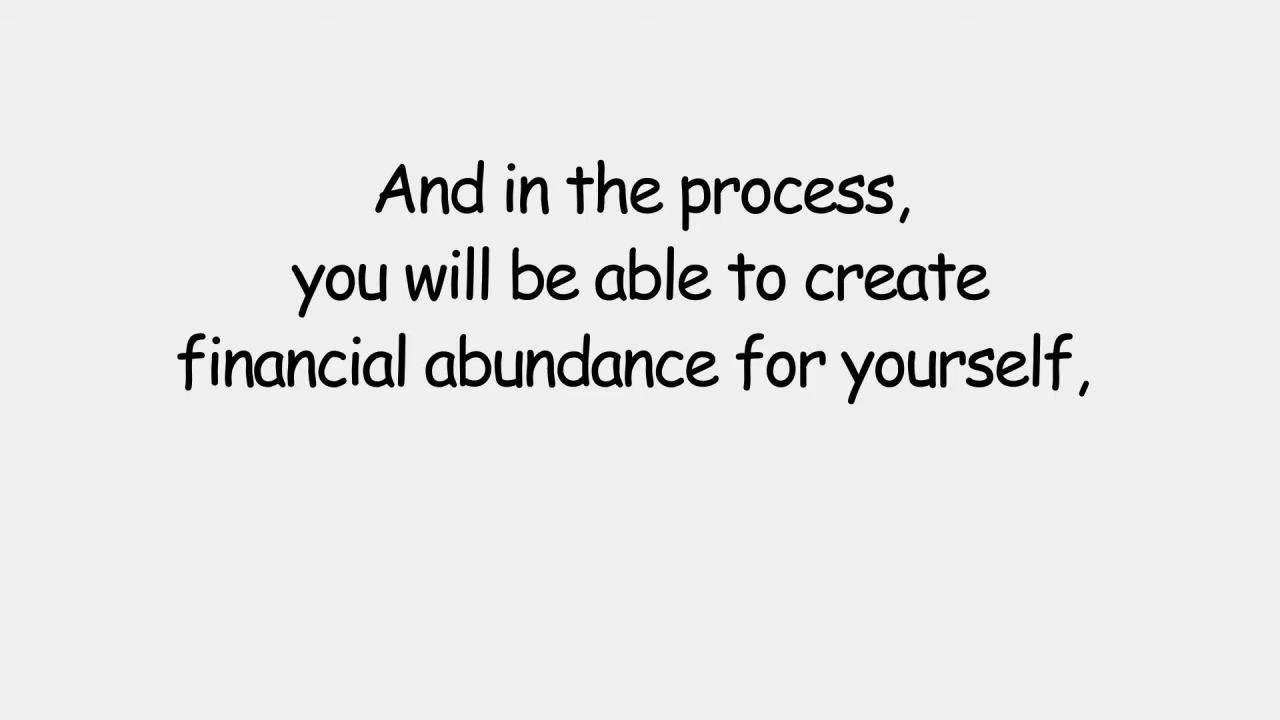 And in the process,
you will be able to create
financial abundance for yourself,